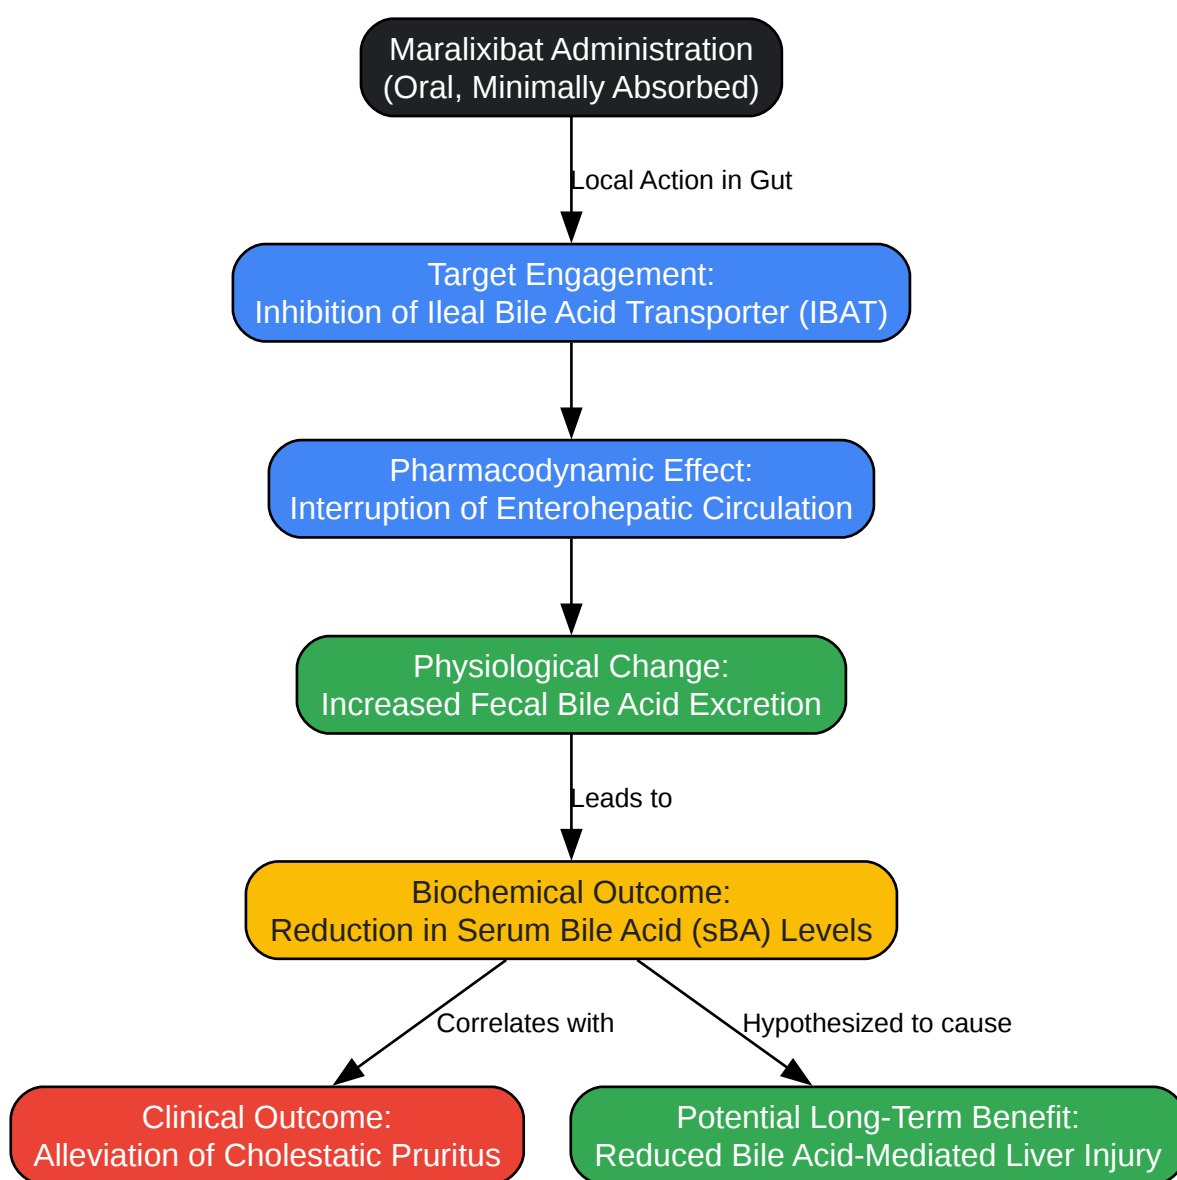 Maralixibat Administration
(Oral, Minimally Absorbed)
Local Action in Gut
Target Engagement:
Inhibition of Ileal Bile Acid Transporter (IBAT)
Pharmacodynamic Effect:
Interruption of Enterohepatic Circulation
Physiological Change:
Increased Fecal Bile Acid Excretion
Leads to
Biochemical Outcome:
Reduction in Serum Bile Acid (sBA) Levels
Correlates with
Hypothesized to cause
Clinical Outcome:
Alleviation of Cholestatic Pruritus
Potential Long-Term Benefit:
Reduced Bile Acid-Mediated Liver Injury